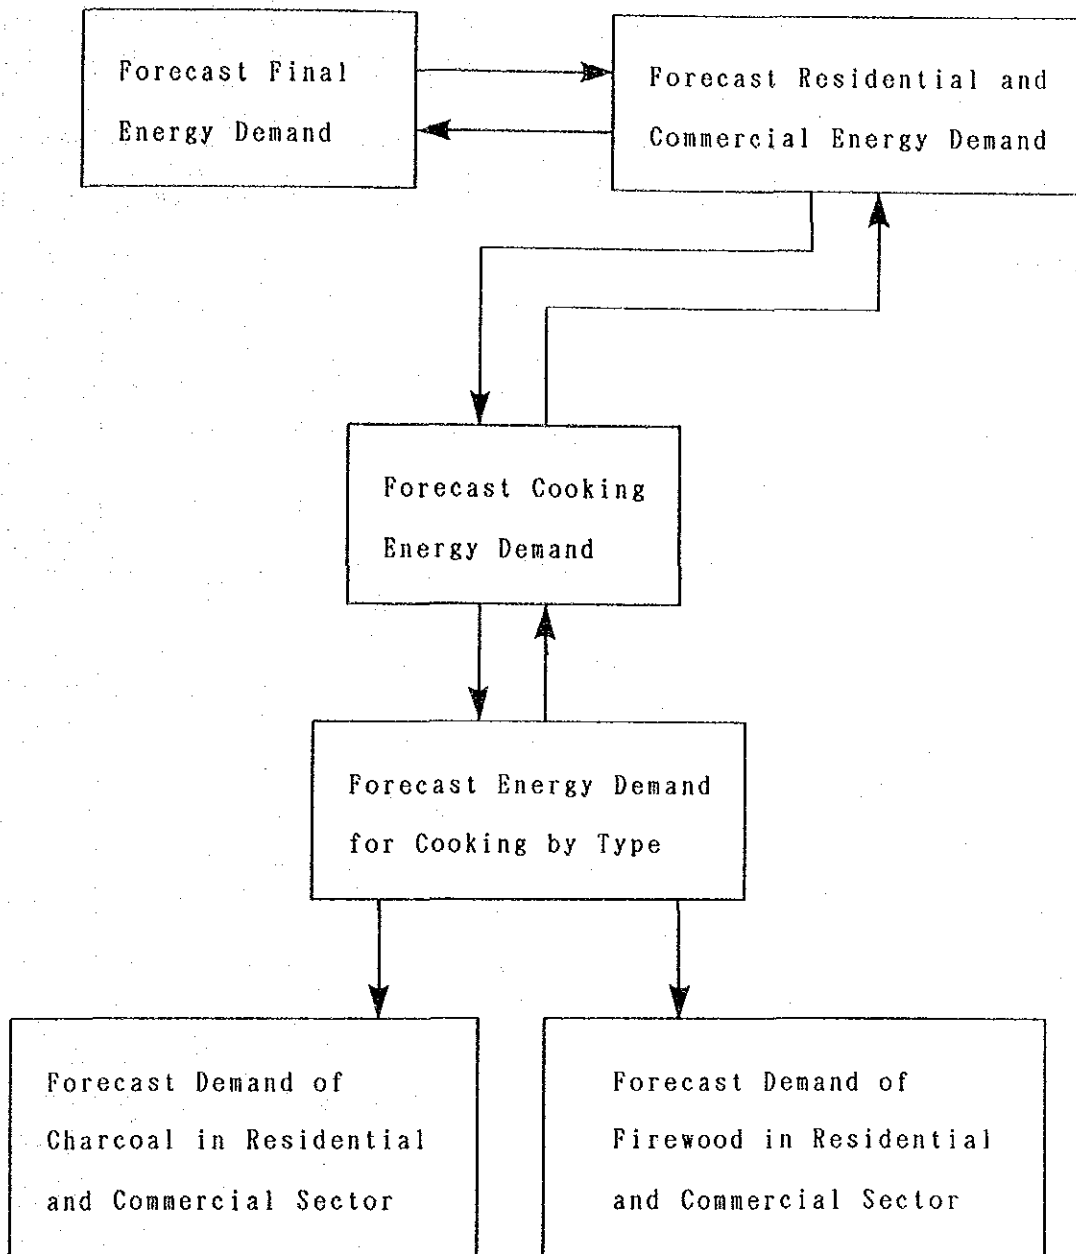 Forecast Final
Energy Demand
Forecast Residential and
Commercial Energy Demand
Forecast Cooking
Energy Demand
Forecast Energy Demand
for Cooking by Type
Forecast Demand of
Charcoal in Residential
and Commercial Sector
Forecast Demand of
Firewood in Residential
and Commercial Sector